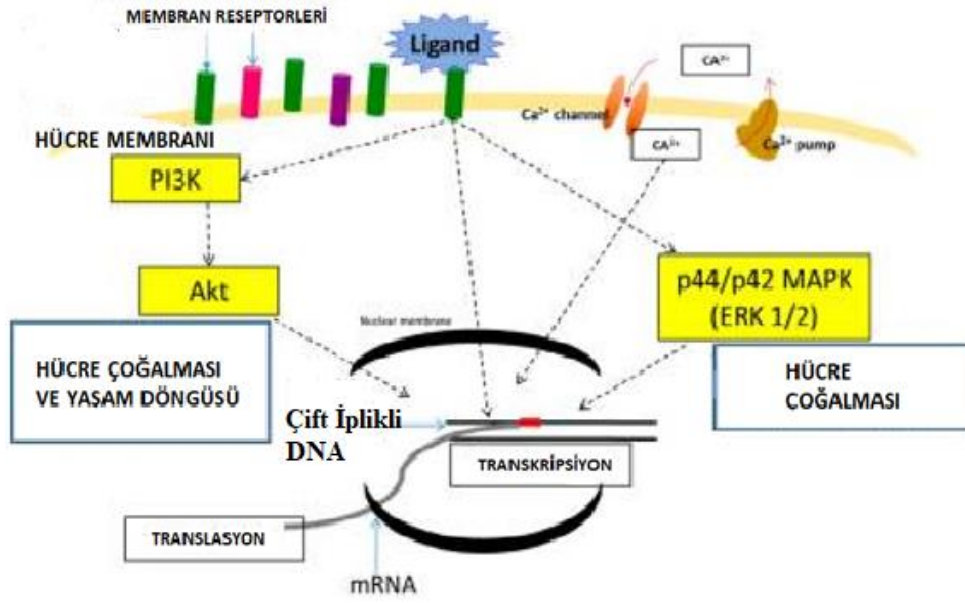 MEMBRAN RESEPTORLERİ
Ligand
CA²⁺
Ca²⁺ channel
CA²⁺
Ca²⁺ pump
HÜCRE MEMBRANI
PI3K
Akt
p44/p42 MAPK
(ERK 1/2)
Nuclear membrane
HÜCRE ÇOĞALMASI
VE YAŞAM DÖNGÜSÜ
HÜCRE
ÇOĞALMASI
Çift İplikli
DNA
TRANSKRİPSİYON
TRANSLASYON
mRNA